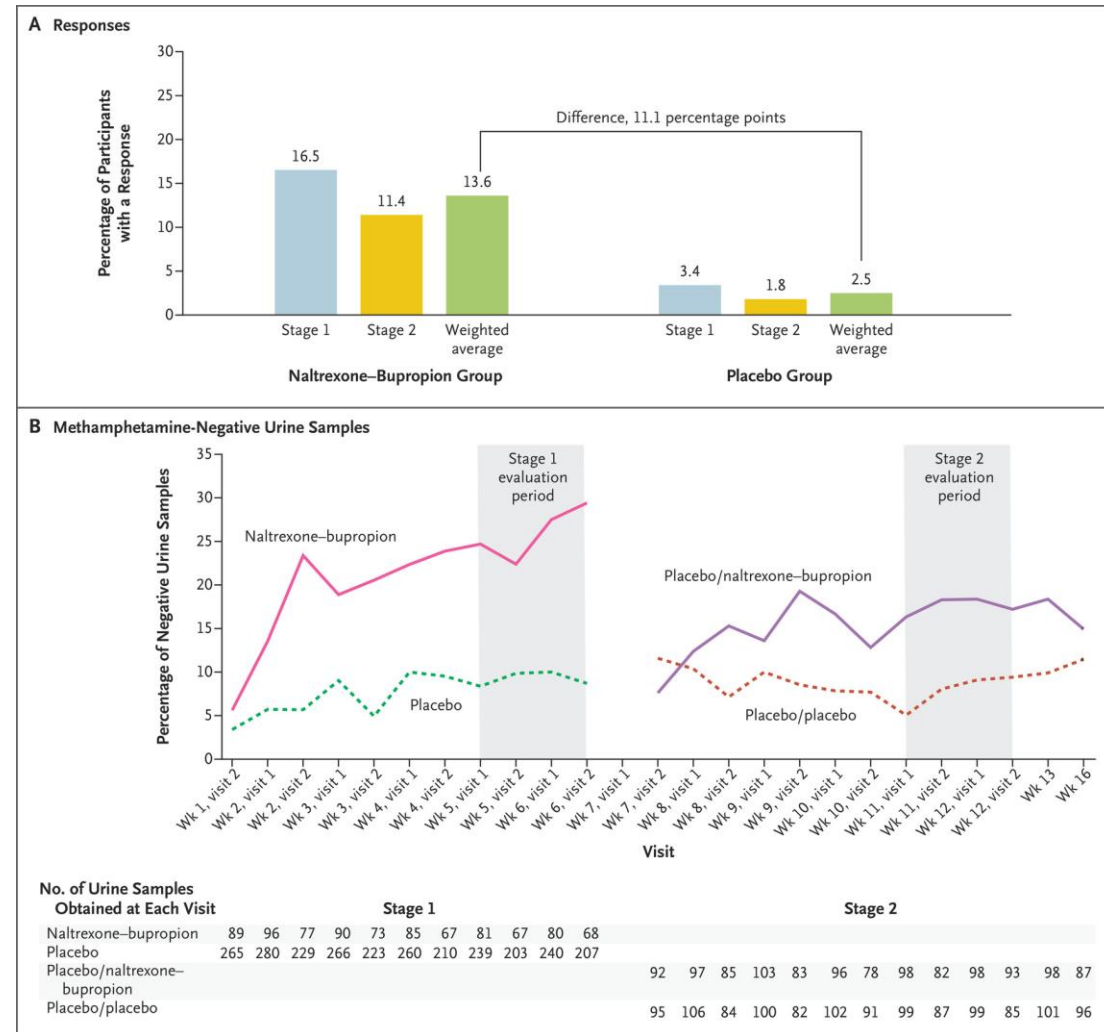 A Responses
Percentage of Participants
with a Response
30
25
20
15
10
5
0
Difference, 11.1 percentage points
16.5
11.4
13.6
3.4
1.8
2.5
Stage 1
Stage 2
Weighted
average
Stage 1
Stage 2
Weighted
average
Naltrexone–Bupropion Group
Placebo Group
B Methamphetamine-Negative Urine Samples
Percentage of Negative Urine Samples
35
30
25
20
15
10
5
0
Stage 1
evaluation
period
Stage 2
evaluation
period
Naltrexone–bupropion
Placebo
Placebo/naltrexone–bupropion
Placebo/placebo
Wk 1, visit 2
Wk 2, visit 1
Wk 2, visit 2
Wk 3, visit 1
Wk 3, visit 2
Wk 4, visit 1
Wk 4, visit 2
Wk 5, visit 1
Wk 5, visit 2
Wk 6, visit 1
Wk 6, visit 2
Wk 7, visit 1
Wk 7, visit 2
Wk 8, visit 1
Wk 8, visit 2
Wk 9, visit 1
Wk 9, visit 2
Wk 10, visit 1
Wk 10, visit 2
Wk 11, visit 1
Wk 11, visit 2
Wk 12, visit 1
Wk 12, visit 2
Wk 13
Wk 16
Visit
No. of Urine Samples
Obtained at Each Visit Stage 1 Stage 2
Naltrexone–bupropion 89 96 77 90 73 85 67 81 67 80 68
Placebo 265 280 229 266 223 260 210 239 203 240 207
Placebo/naltrexone– 92 97 85 103 83 96 78 98 82 98 93 98 87
bupropion
Placebo/placebo 95 106 84 100 82 102 91 99 87 99 85 101 96